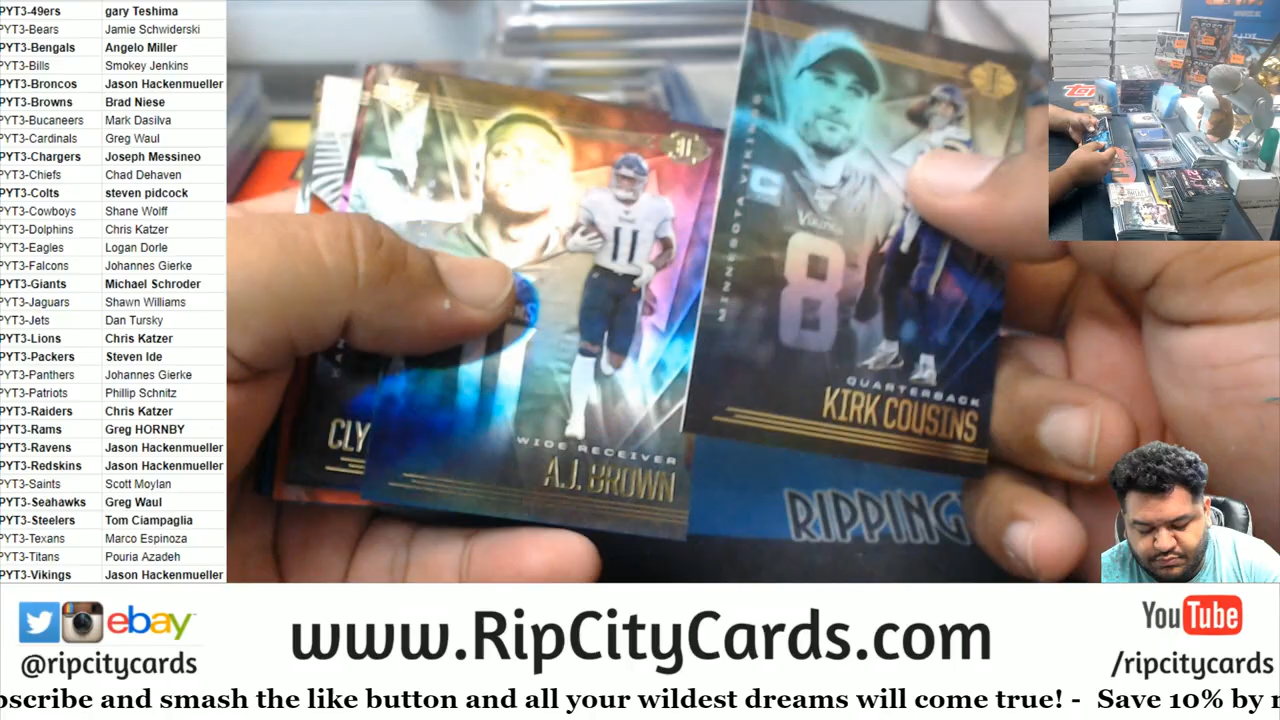 PYT3-49ers gary Teshima
PYT3-Bears Jamie Schwiderski
PYT3-Bengals Angelo Miller
PYT3-Bills Smokey Jenkins
PYT3-Broncos Jason Hackenmueller
PYT3-Browns Brad Niese
PYT3-Bucaneers Mark Dasilva
PYT3-Cardinals Greg Waul
PYT3-Chargers Joseph Messineo
PYT3-Chiefs Chad Dehaven
PYT3-Colts steven pidcock
PYT3-Cowboys Shane Wolff
PYT3-Dolphins Chris Katzer
PYT3-Eagles Logan Dorle
PYT3-Falcons Johannes Gierke
PYT3-Giants Michael Schroder
PYT3-Jaguars Shawn Williams
PYT3-Jets Dan Tursky
PYT3-Lions Chris Katzer
PYT3-Packers Steven Ide
PYT3-Panthers Johannes Gierke
PYT3-Patriots Phillip Schnitz
PYT3-Raiders Chris Katzer
PYT3-Rams Greg HORNBY
PYT3-Ravens Jason Hackenmueller
PYT3-Redskins Jason Hackenmueller
PYT3-Saints Scott Moylan
PYT3-Seahawks Greg Waul
PYT3-Steelers Tom Ciampaglia
PYT3-Texans Marco Espinoza
PYT3-Titans Pouria Azadeh
PYT3-Vikings Jason Hackenmueller
MINNESOTA VIKINGS
C
Vikings
8
QUARTERBACK
KIRK COUSINS
11
WIDE RECEIVER
A.J. BROWN
CLY
RIPPING
ebay
@ripcitycards
www.RipCityCards.com
YouTube
/ripcitycards
bscribe and smash the like button and all your wildest dreams will come true! - Save 10% by